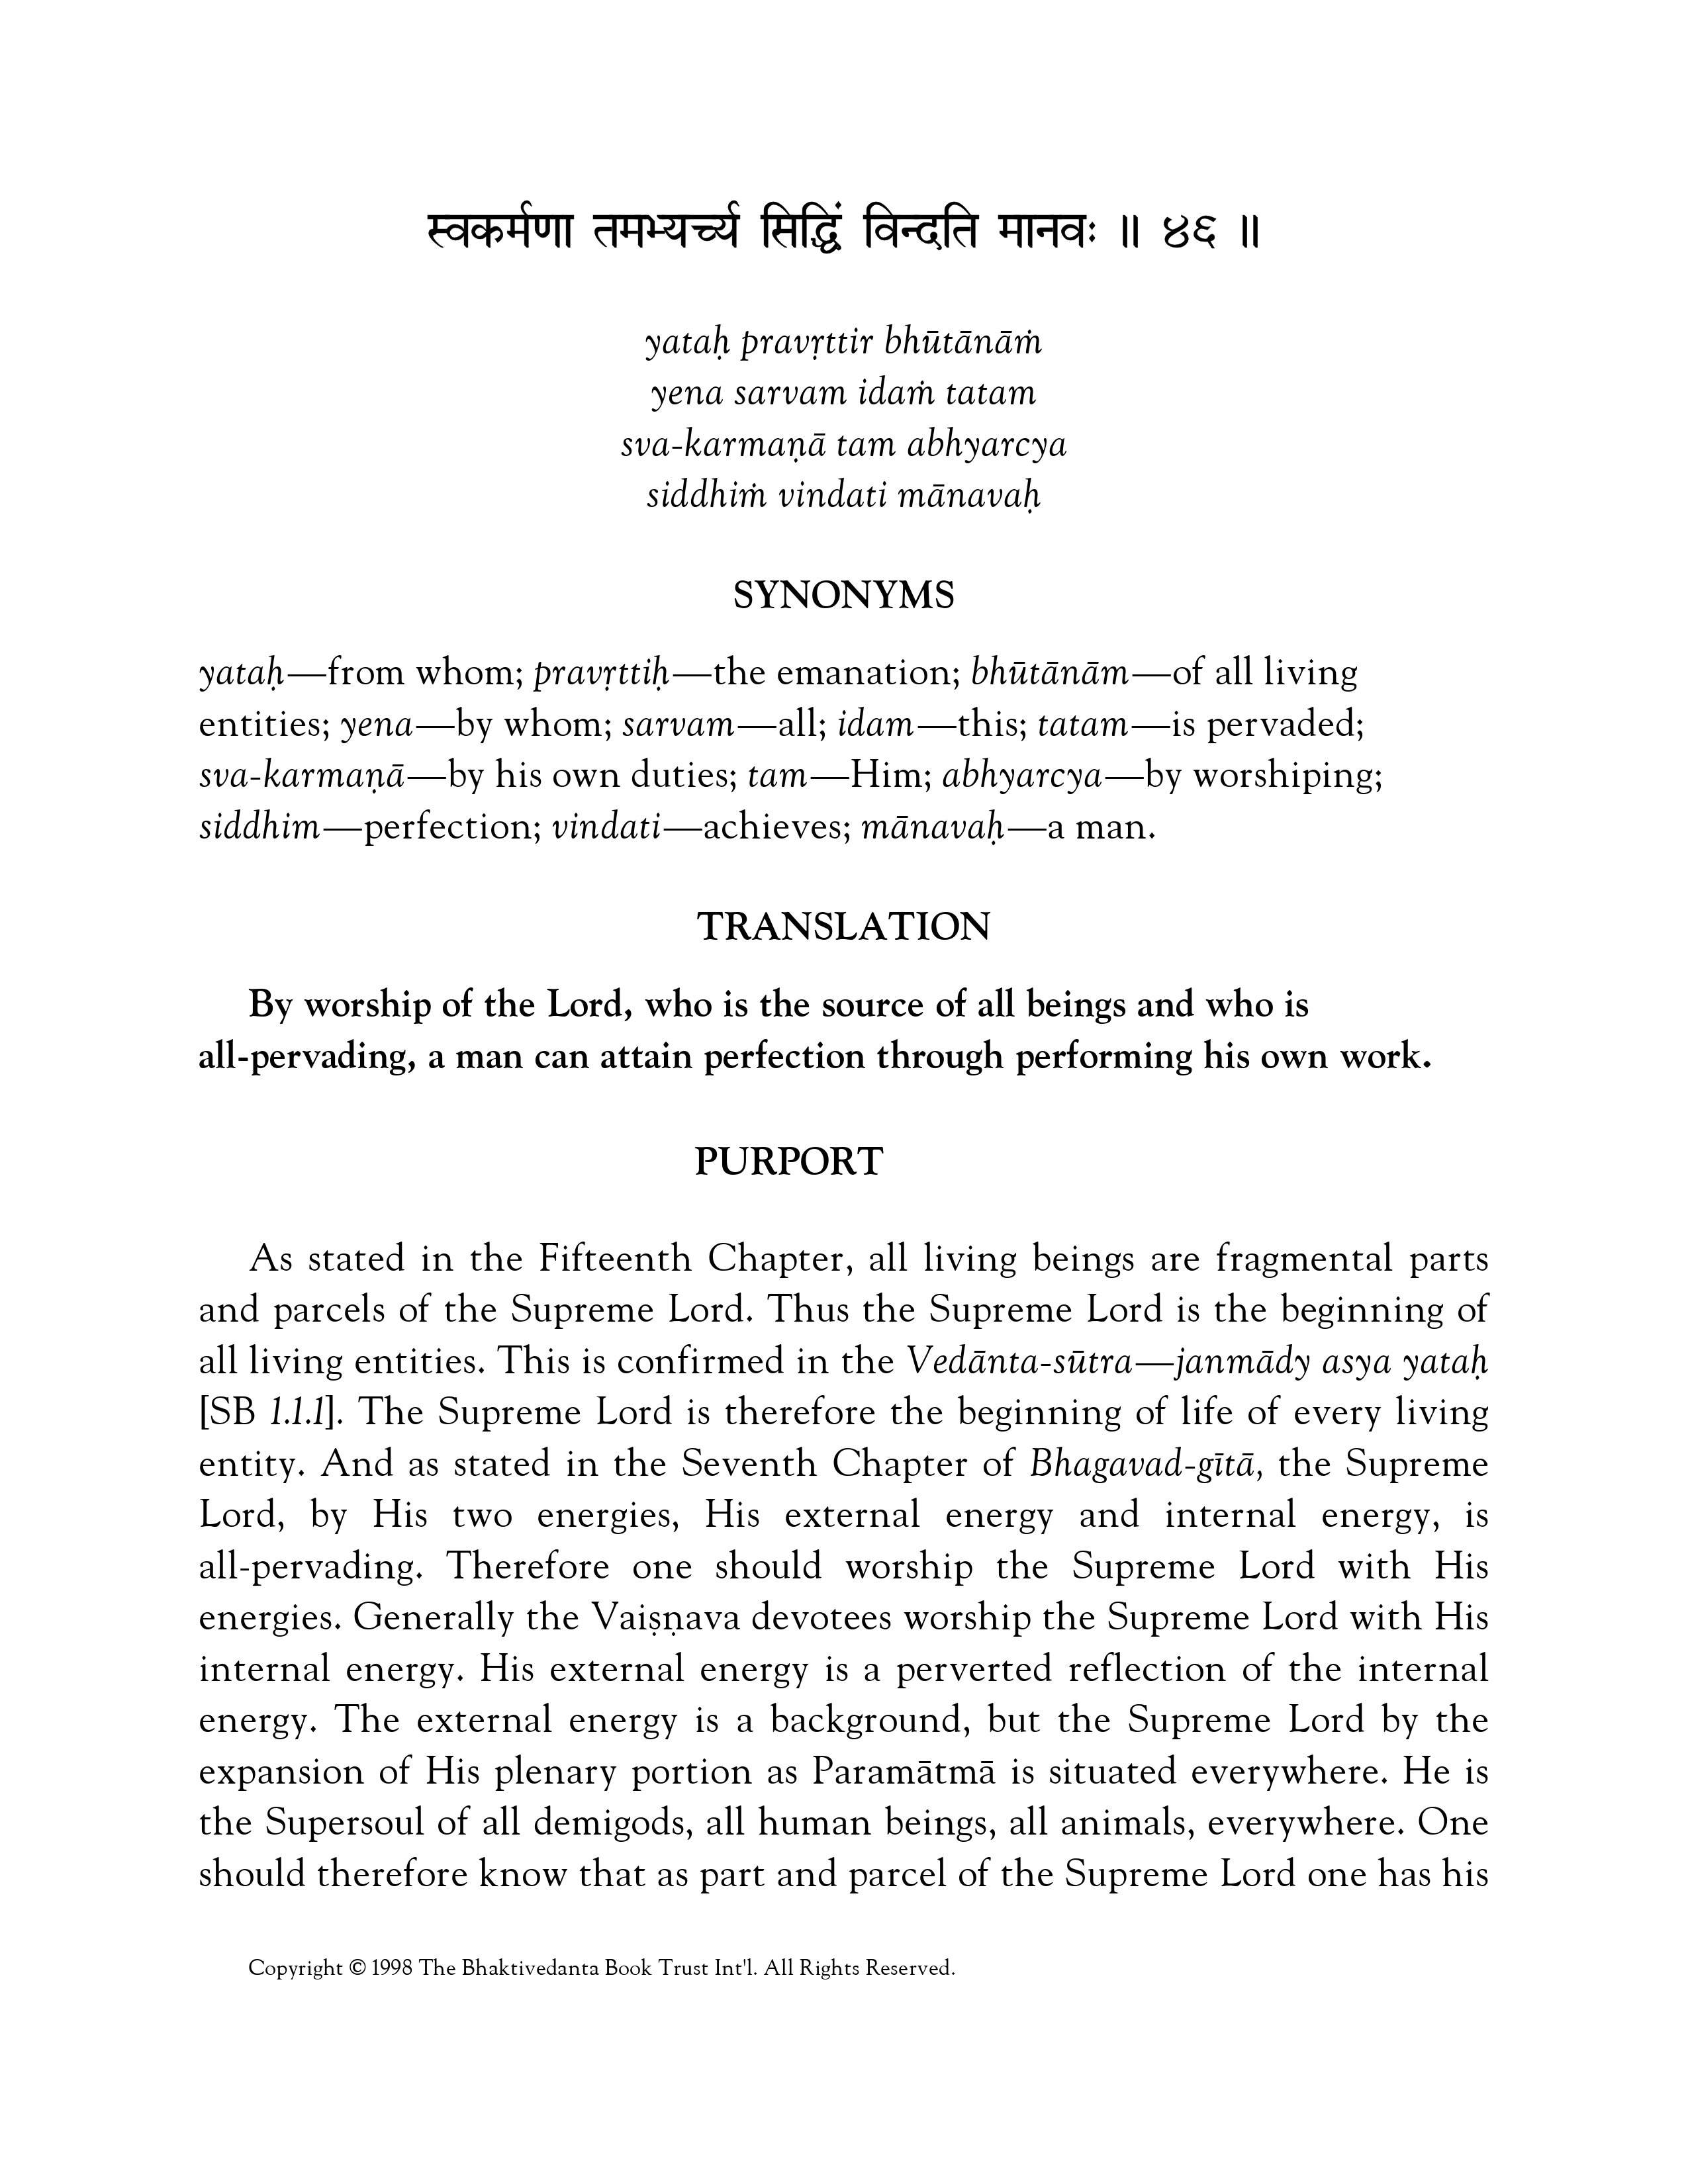 स्वकर्मणा तमभ्यर्च्य सिद्धिं विन्दति मानवः ॥ ४६ ॥
yataḥ pravṛttir bhūtānāṁ
yena sarvam idaṁ tatam
sva-karmaṇā tam abhyarcya
siddhiṁ vindati mānavaḥ
SYNONYMS
yataḥ—from whom; pravṛttiḥ—the emanation; bhūtānām—of all living
entities; yena—by whom; sarvam—all; idam—this; tatam—is pervaded;
sva-karmaṇā—by his own duties; tam—Him; abhyarcya—by worshiping;
siddhim—perfection; vindati—achieves; mānavaḥ—a man.
TRANSLATION
By worship of the Lord, who is the source of all beings and who is
all-pervading, a man can attain perfection through performing his own work.
PURPORT
As stated in the Fifteenth Chapter, all living beings are fragmental parts
and parcels of the Supreme Lord. Thus the Supreme Lord is the beginning of
all living entities. This is confirmed in the Vedānta-sūtra—janmādy asya yataḥ
[SB 1.1.1]. The Supreme Lord is therefore the beginning of life of every living
entity. And as stated in the Seventh Chapter of Bhagavad-gītā, the Supreme
Lord, by His two energies, His external energy and internal energy, is
all-pervading. Therefore one should worship the Supreme Lord with His
energies. Generally the Vaiṣṇava devotees worship the Supreme Lord with His
internal energy. His external energy is a perverted reflection of the internal
energy. The external energy is a background, but the Supreme Lord by the
expansion of His plenary portion as Paramātmā is situated everywhere. He is
the Supersoul of all demigods, all human beings, all animals, everywhere. One
should therefore know that as part and parcel of the Supreme Lord one has his
Copyright © 1998 The Bhaktivedanta Book Trust Int'l. All Rights Reserved.